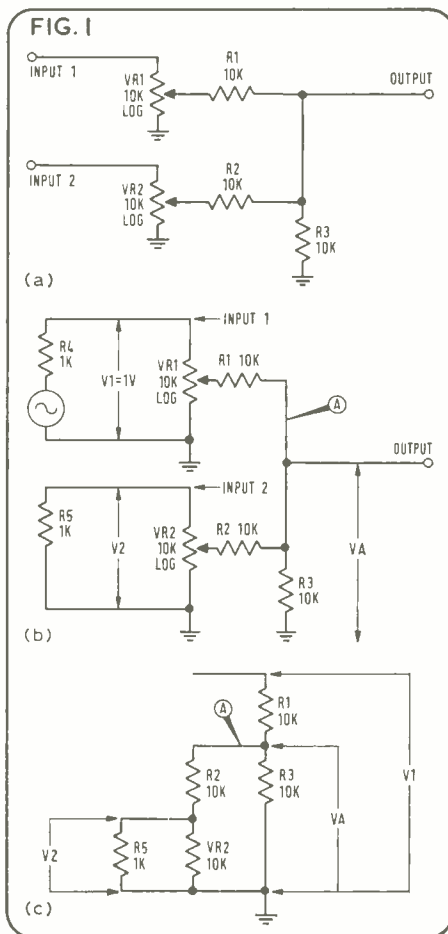 FIG. 1
INPUT 1
VR1
10K
LOG
R1
10K
OUTPUT
INPUT 2
VR2
10K
LOG
R2
10K
R3
10K
(a)
INPUT 1
R4
1K
V1=1V
VR1
10K
LOG
R1 10K
A
OUTPUT
INPUT 2
R5
1K
V2
VR2
10K
LOG
R2 10K
R3
10K
VA
(b)
R1
10K
A
R2
10K
R3
10K
VA
V1
V2
R5
1K
VR2
10K
(c)